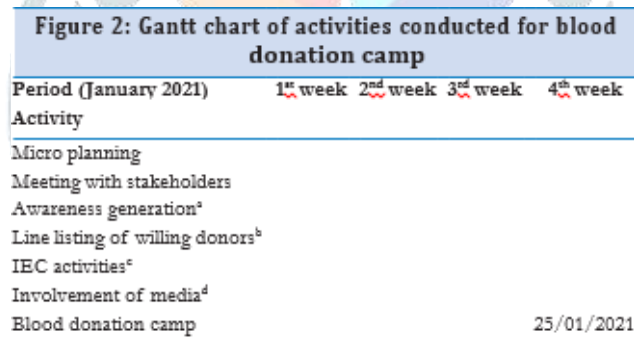 Figure 2: Gantt chart of activities conducted for blood
donation camp
Period (January 2021) 1st week 2nd week 3rd week 4th week
Activity
Micro planning
Meeting with stakeholders
Awareness generationᵃ
Line listing of willing donorsᵇ
IEC activitiesᶜ
Involvement of mediaᵈ
Blood donation camp 25/01/2021